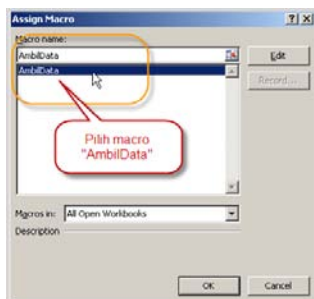 Assign Macro
Macro name:
AmbilData
Edit
AmbilData
Record...
Pilih macro
"AmbilData"
Macros in: All Open Workbooks
Description
OK Cancel